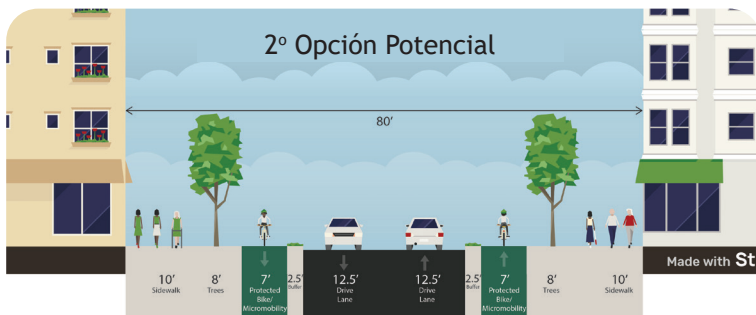 2º Opción Potencial
80'
10'
Sidewalk
8'
Trees
7'
Protected
Bike/
Micromobility
2.5'
Buffer
12.5'
Drive
Lane
12.5'
Drive
Lane
2.5'
Buffer
7'
Protected
Bike/
Micromobility
8'
Trees
10'
Sidewalk
Made with St